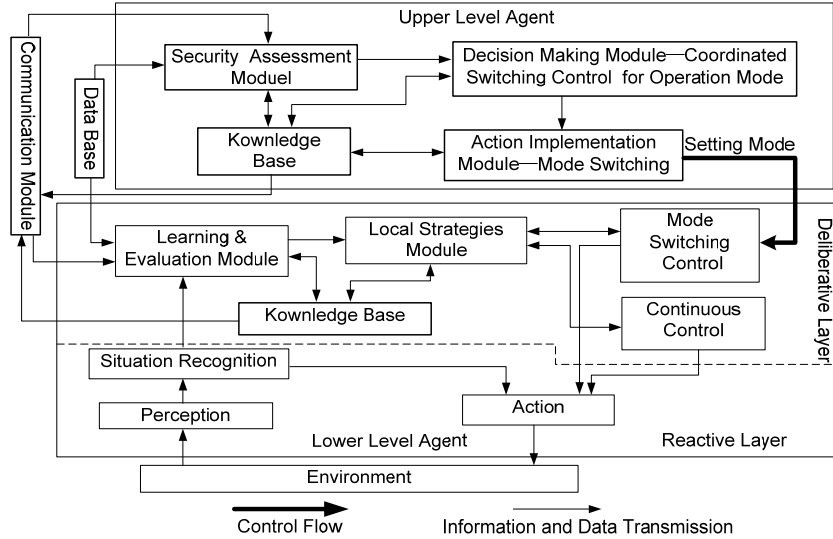 Upper Level Agent
Communication Module
Data Base
Security Assessment
Moduel
Decision Making Module—Coordinated
Switching Control for Operation Mode
Kownledge
Base
Action Implementation
Module—Mode Switching
Setting Mode
Learning &
Evaluation Module
Local Strategies
Module
Mode
Switching
Control
Deliberative Layer
Kownledge Base
Continuous
Control
Situation Recognition
Perception
Action
Lower Level Agent
Reactive Layer
Environment
Control Flow
Information and Data Transmission